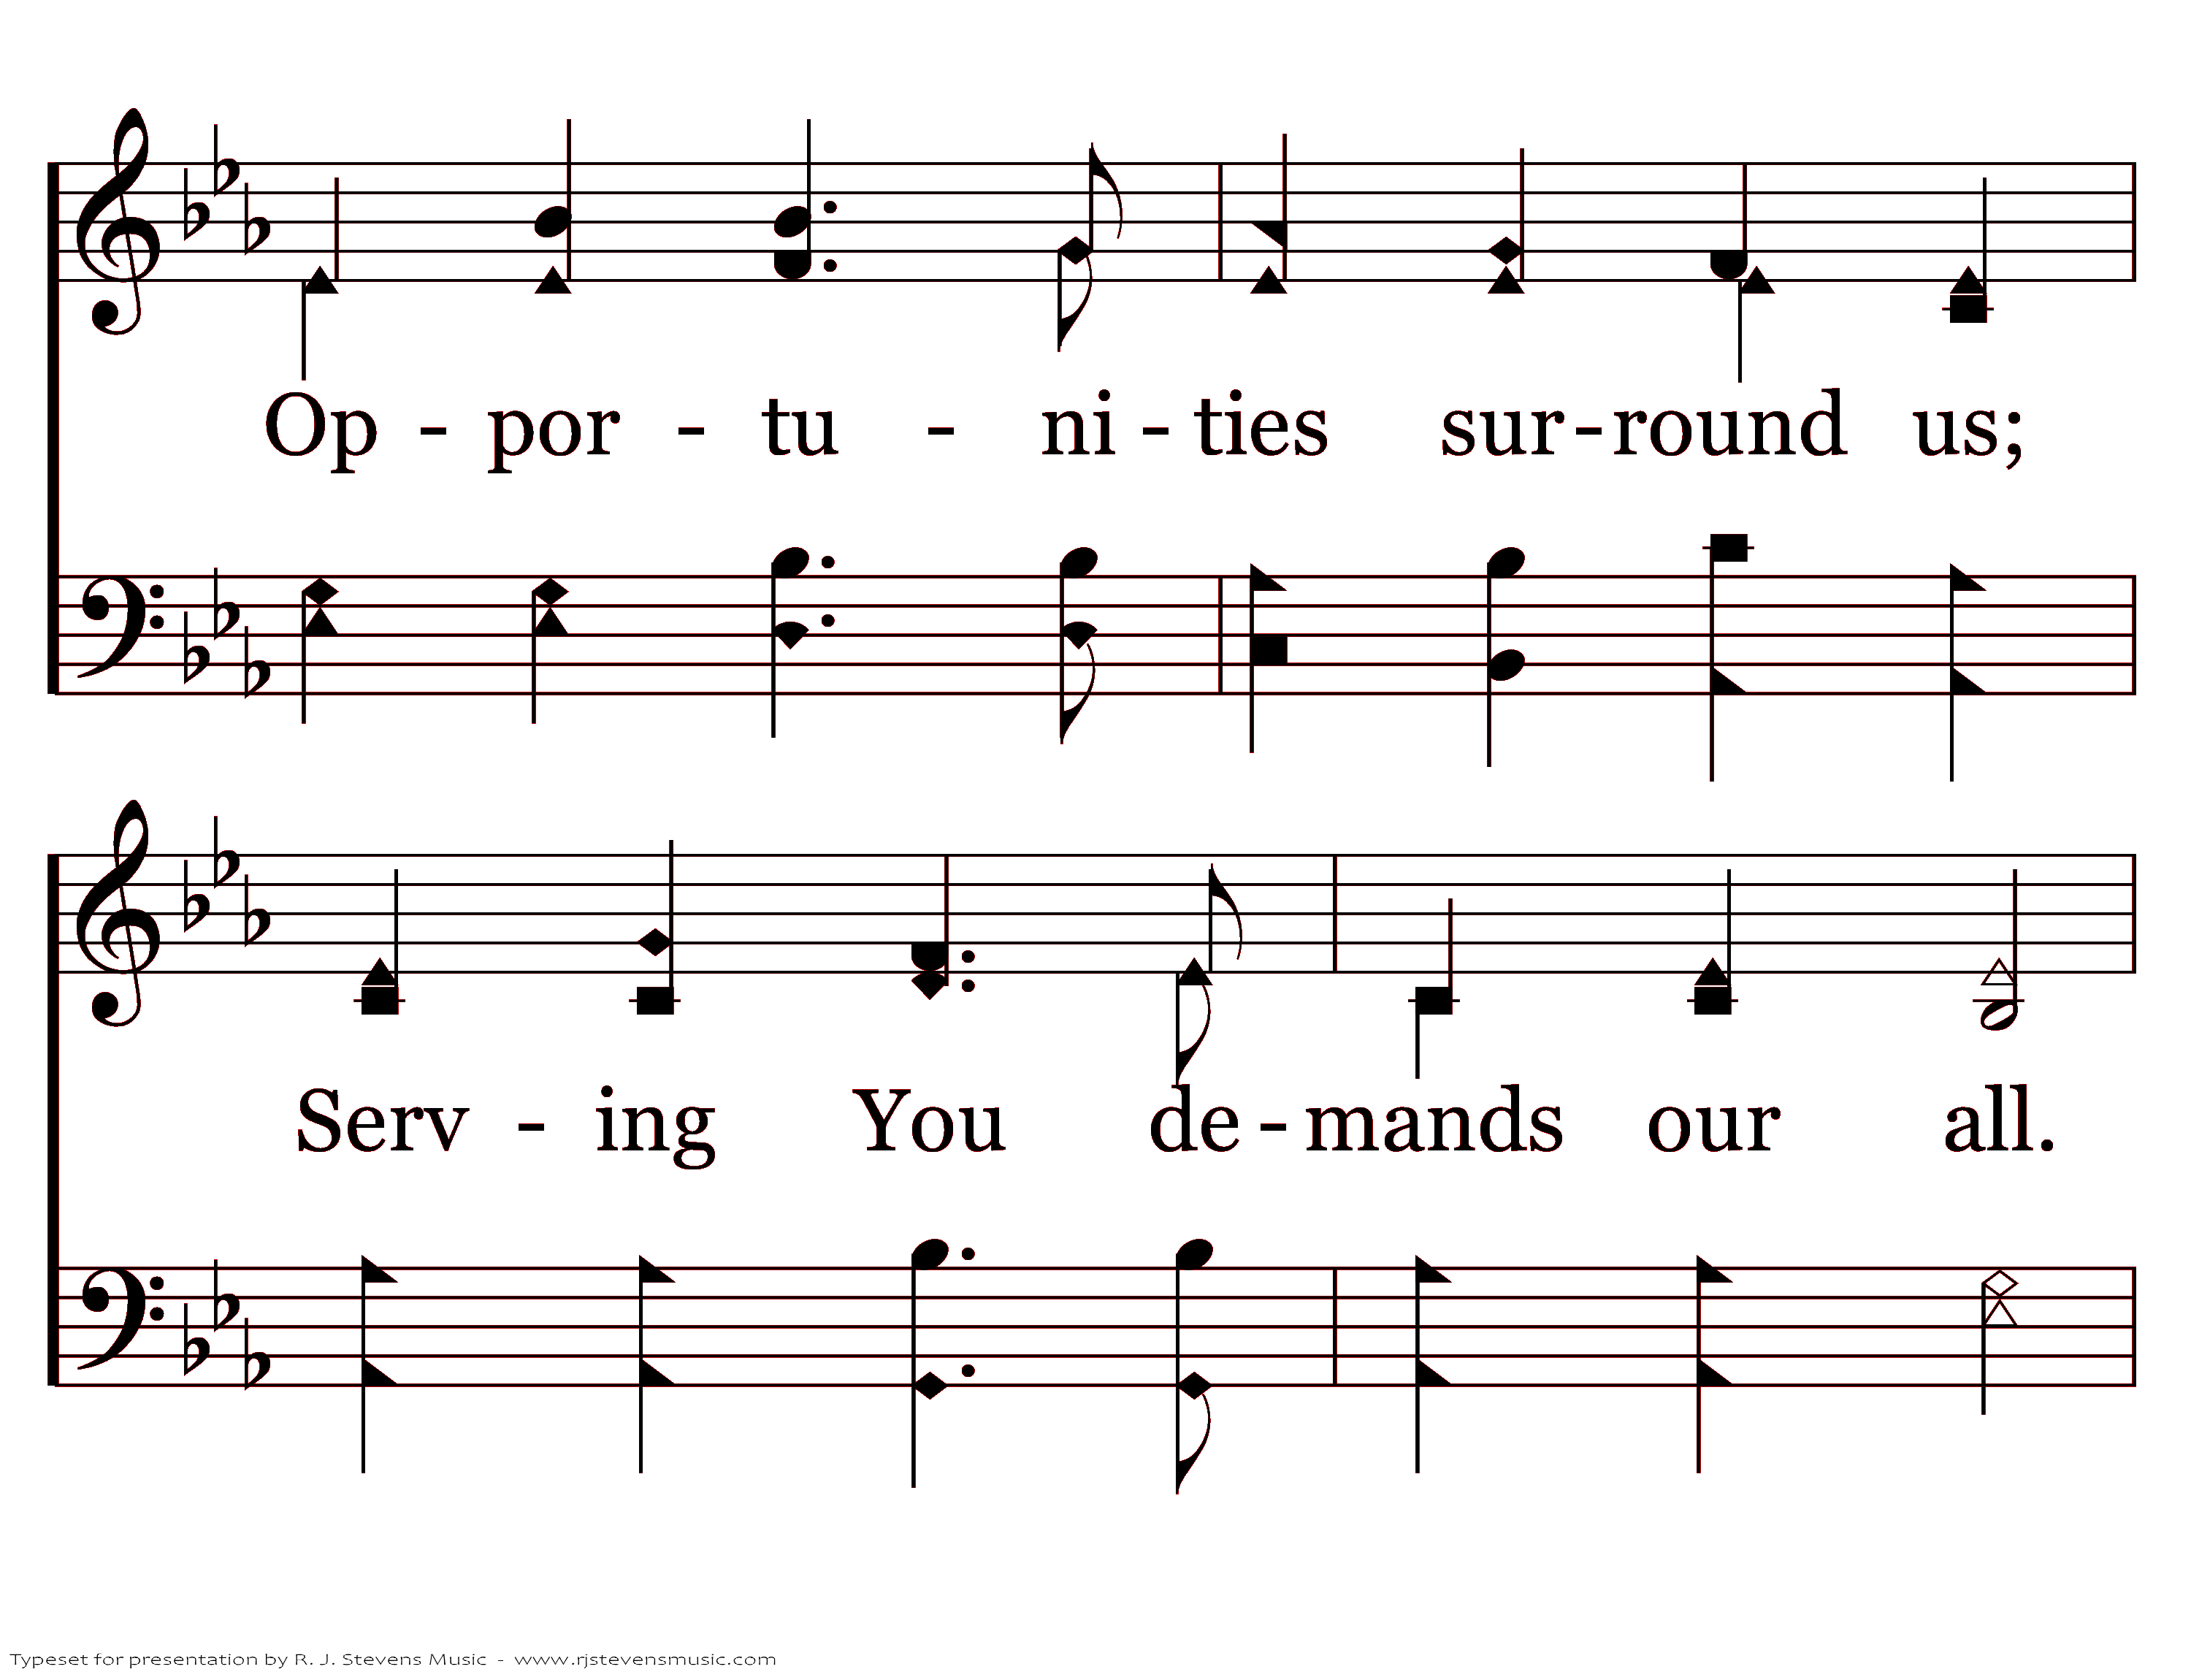 Op - por - tu - ni - ties sur - round us;
Serv - ing You de - mands our all.
Typeset for presentation by R. J. Stevens Music - www.rjstevensmusic.com